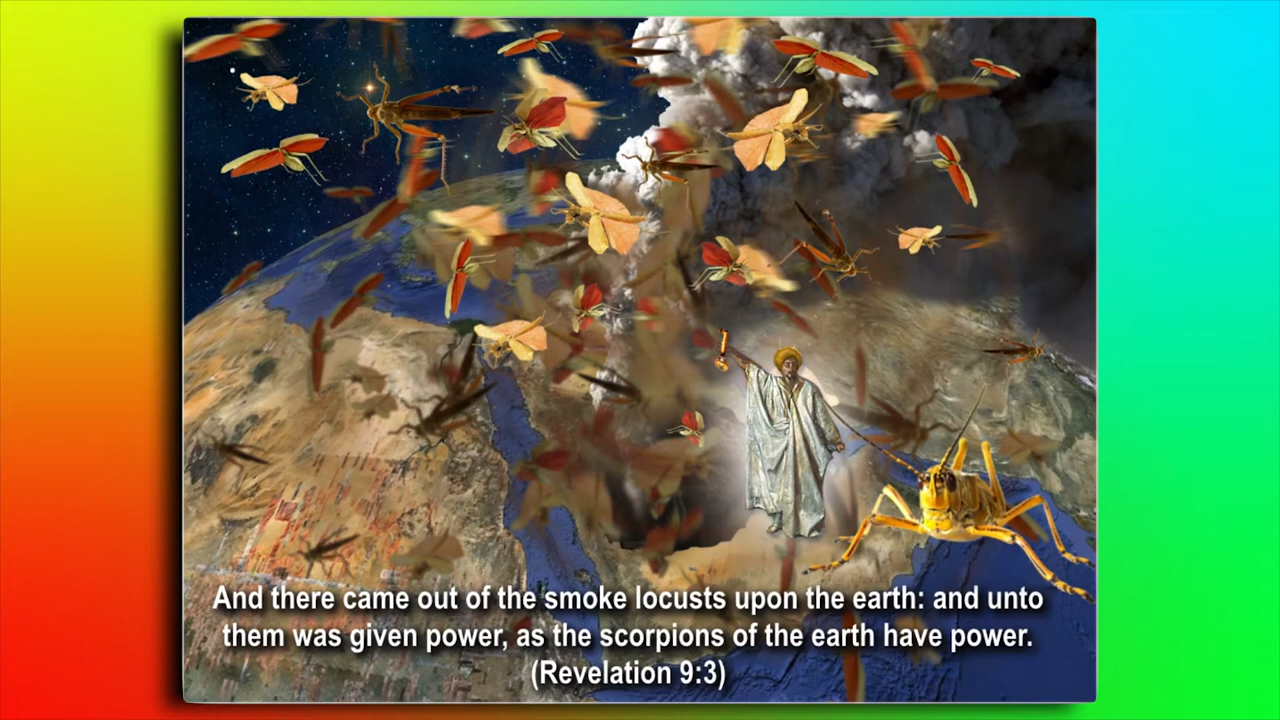 And there came out of the smoke locusts upon the earth: and unto
them was given power, as the scorpions of the earth have power.
(Revelation 9:3)